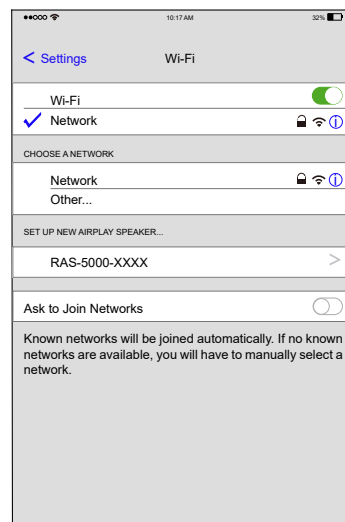 10:17 AM 32%
< Settings Wi-Fi
Wi-Fi
Network
CHOOSE A NETWORK
Network
Other...
SET UP NEW AIRPLAY SPEAKER...
RAS-5000-XXXX >
Ask to Join Networks
Known networks will be joined automatically. If no known
networks are available, you will have to manually select a
network.